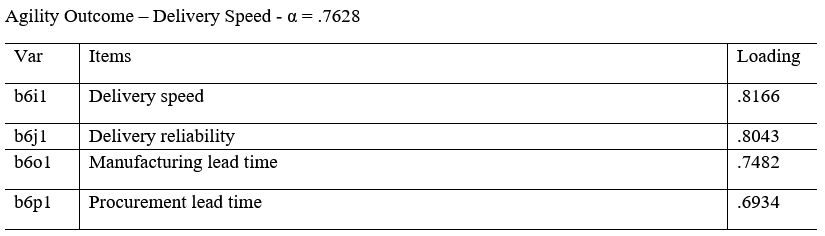 Agility Outcome – Delivery Speed - α = .7628
Var Items Loading
b6i1 Delivery speed .8166
b6j1 Delivery reliability .8043
b6o1 Manufacturing lead time .7482
b6p1 Procurement lead time .6934